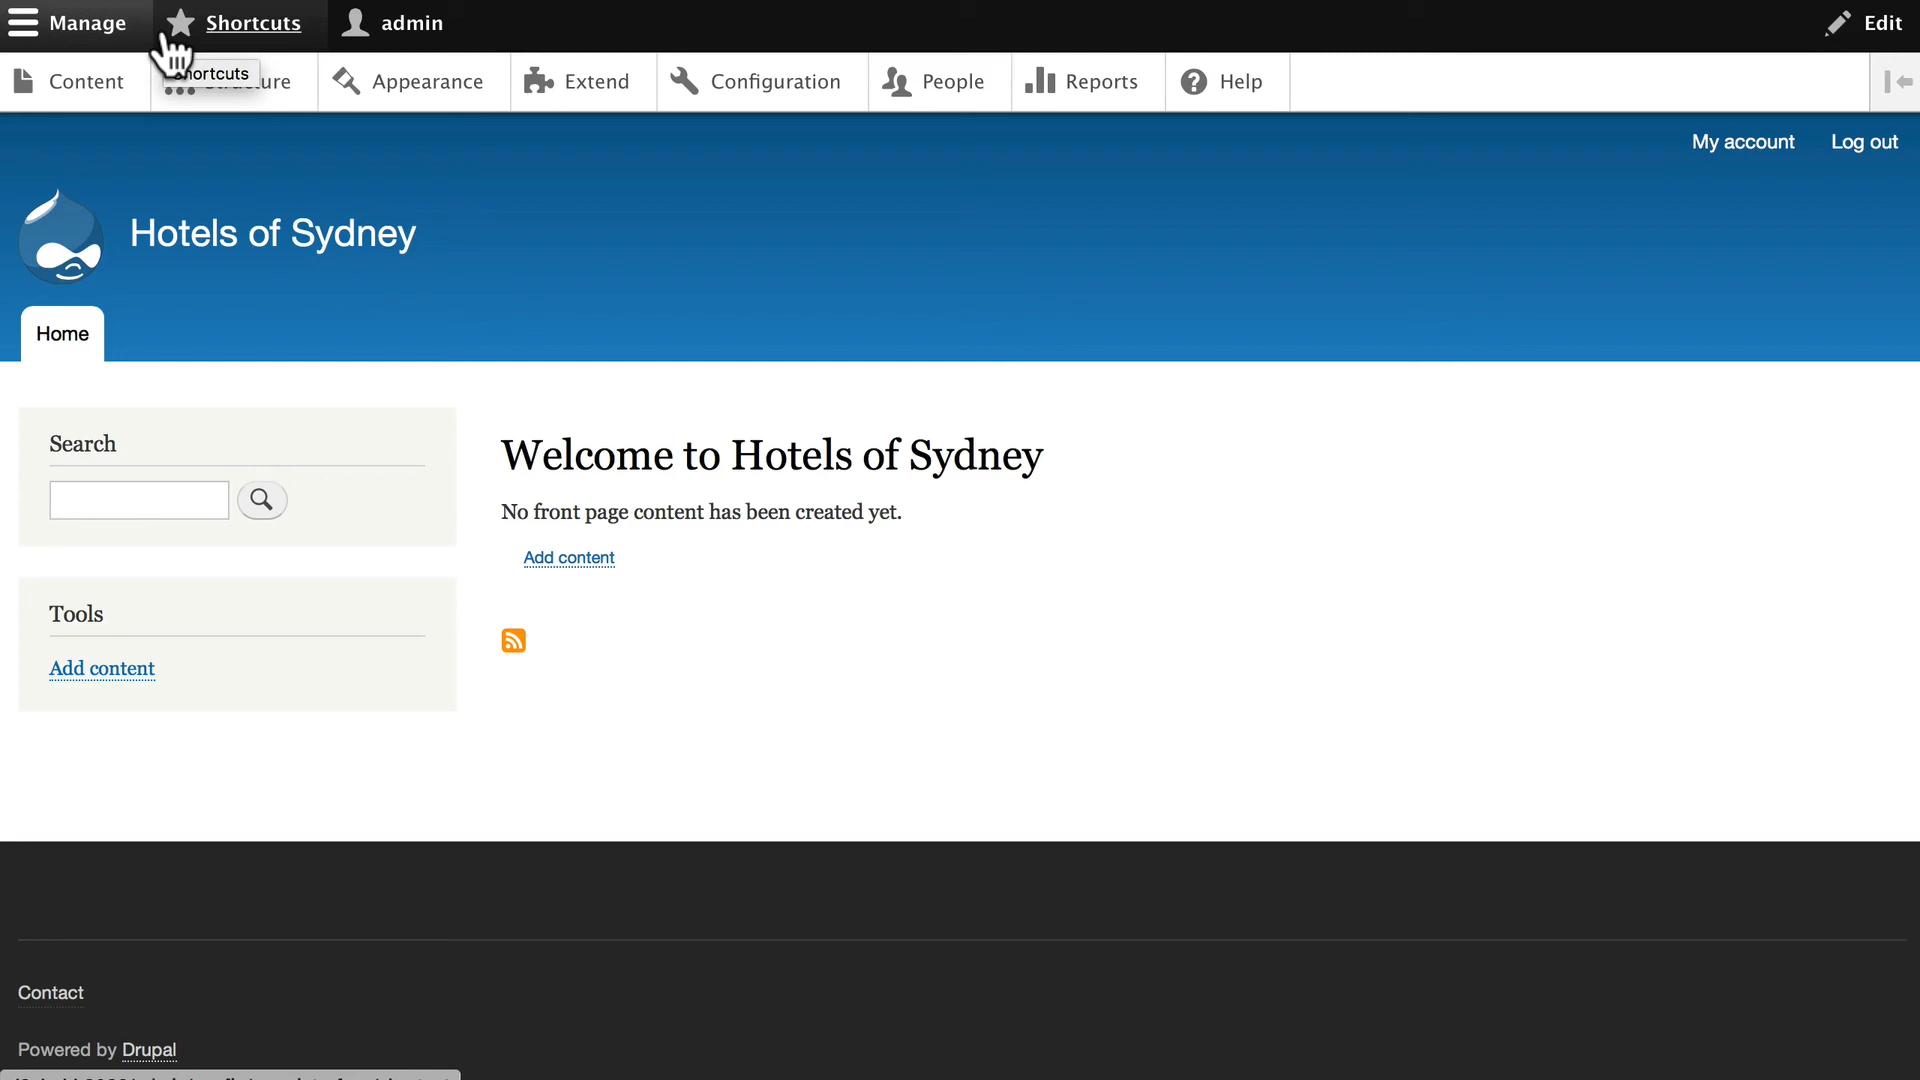 Manage Shortcuts admin Edit
Shortcuts
Content Appearance Extend Configuration People Reports Help
My account Log out
Hotels of Sydney
Home
Search
Welcome to Hotels of Sydney
No front page content has been created yet.
Add content
Tools
Add content
Contact
Powered by Drupal